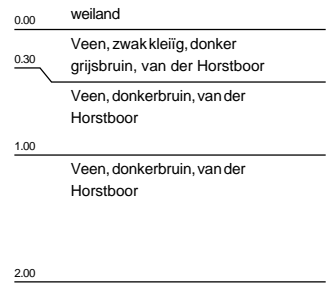 weiland
0.00
Veen, zwak kleiïg, donker
0.30
grijsbruin, van der Horstboor
Veen, donkerbruin, van der
Horstboor
1.00
Veen, donkerbruin, van der
Horstboor
2.00